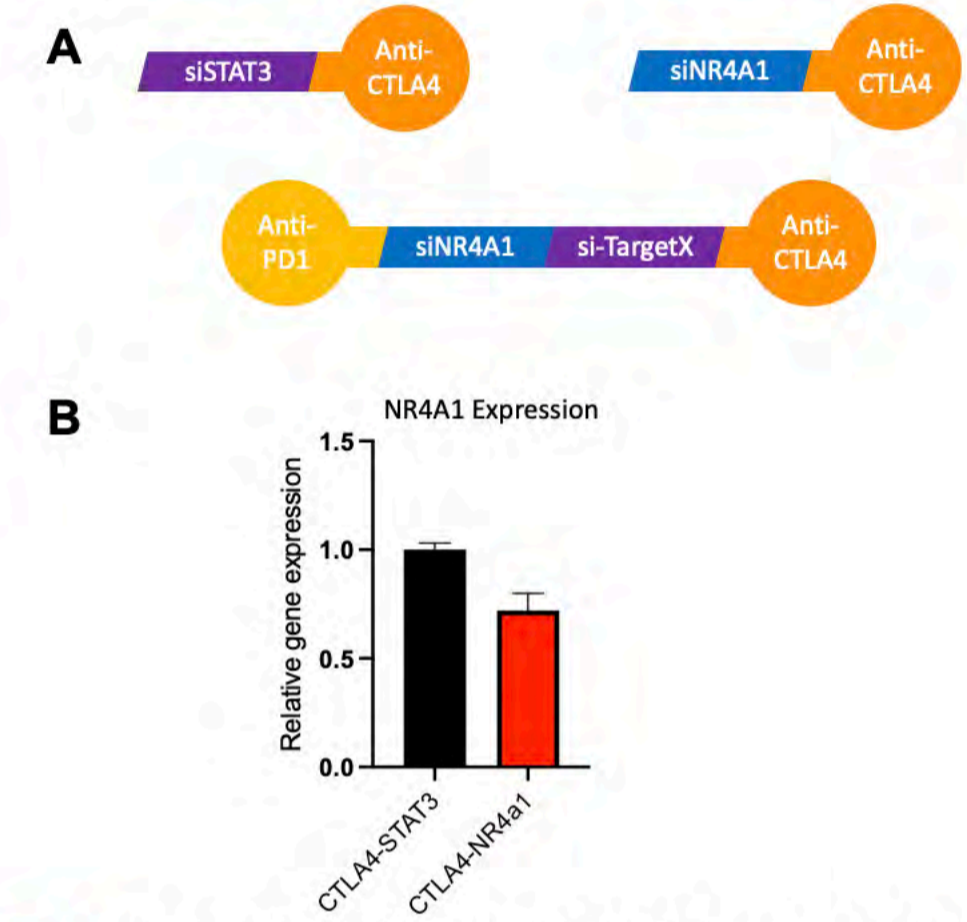 A
siSTAT3
Anti-
CTLA4
siNR4A1
Anti-
CTLA4
Anti-
PD1
siNR4A1
si-TargetX
Anti-
CTLA4
B
NR4A1 Expression
Relative gene expression
1.5
1.0
0.5
0.0
CTLA4-STAT3
CTLA4-NR4a1